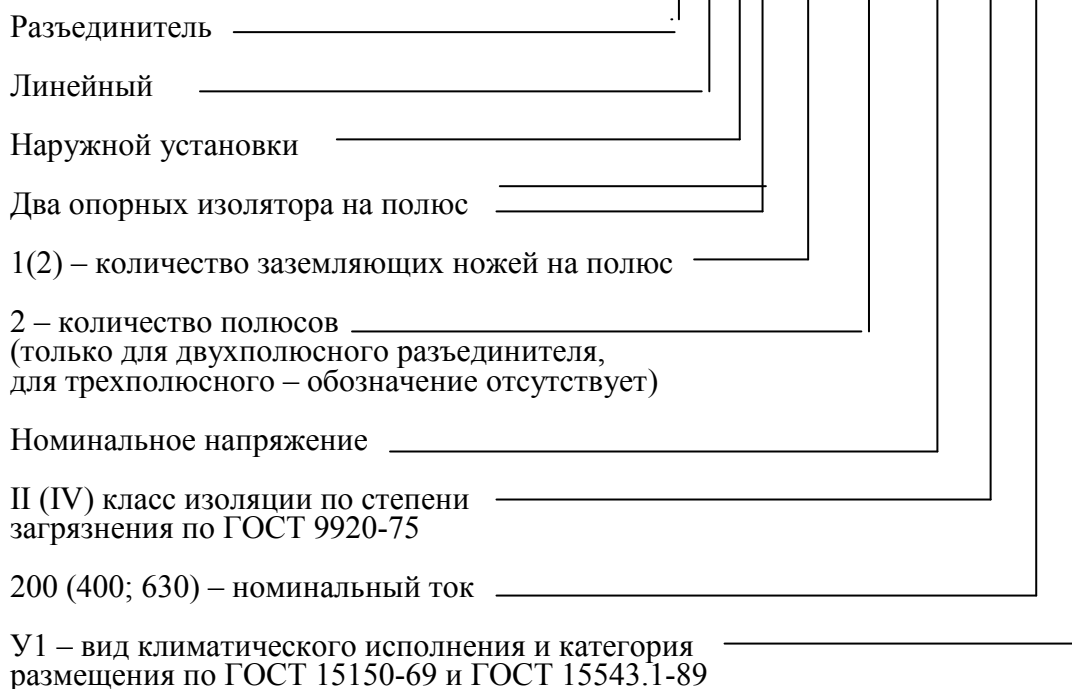 Разъединитель
Линейный
Наружной установки
Два опорных изолятора на полюс
1(2) – количество заземляющих ножей на полюс
2 – количество полюсов
(только для двухполюсного разъединителя,
для трехполюсного – обозначение отсутствует)
Номинальное напряжение
II (IV) класс изоляции по степени
загрязнения по ГОСТ 9920-75
200 (400; 630) – номинальный ток
У1 – вид климатического исполнения и категория
размещения по ГОСТ 15150-69 и ГОСТ 15543.1-89